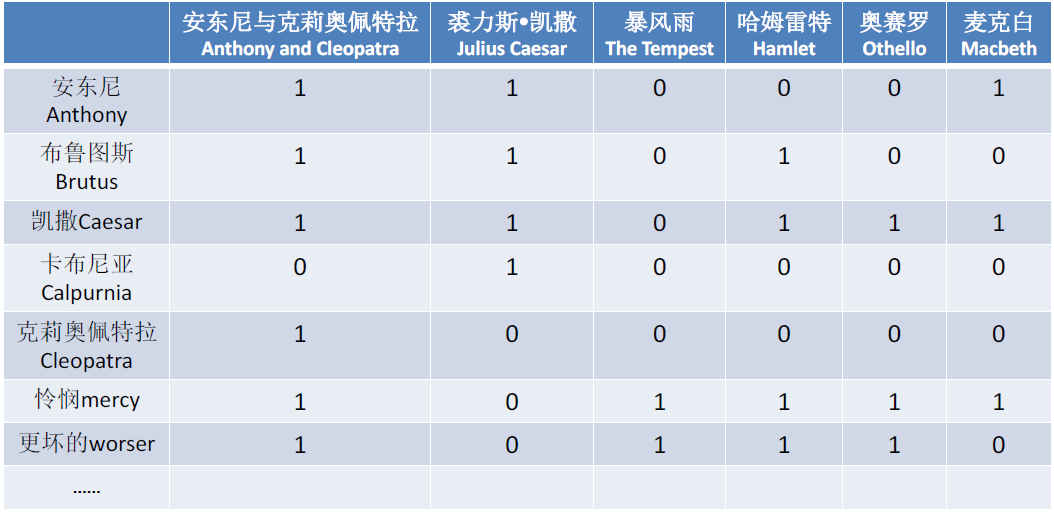 安东尼与克莉奥佩特拉 裘力斯•凯撒 暴风雨 哈姆雷特 奥赛罗 麦克白
Anthony and Cleopatra Julius Caesar The Tempest Hamlet Othello Macbeth
安东尼
Anthony 1 1 0 0 0 1
布鲁图斯
Brutus 1 1 0 1 0 0
凯撒Caesar 1 1 0 1 1 1
卡布尼亚
Calpurnia 0 1 0 0 0 0
克莉奥佩特拉
Cleopatra 1 0 0 0 0 0
怜悯mercy 1 0 1 1 1 1
更坏的worser 1 0 1 1 1 0
......